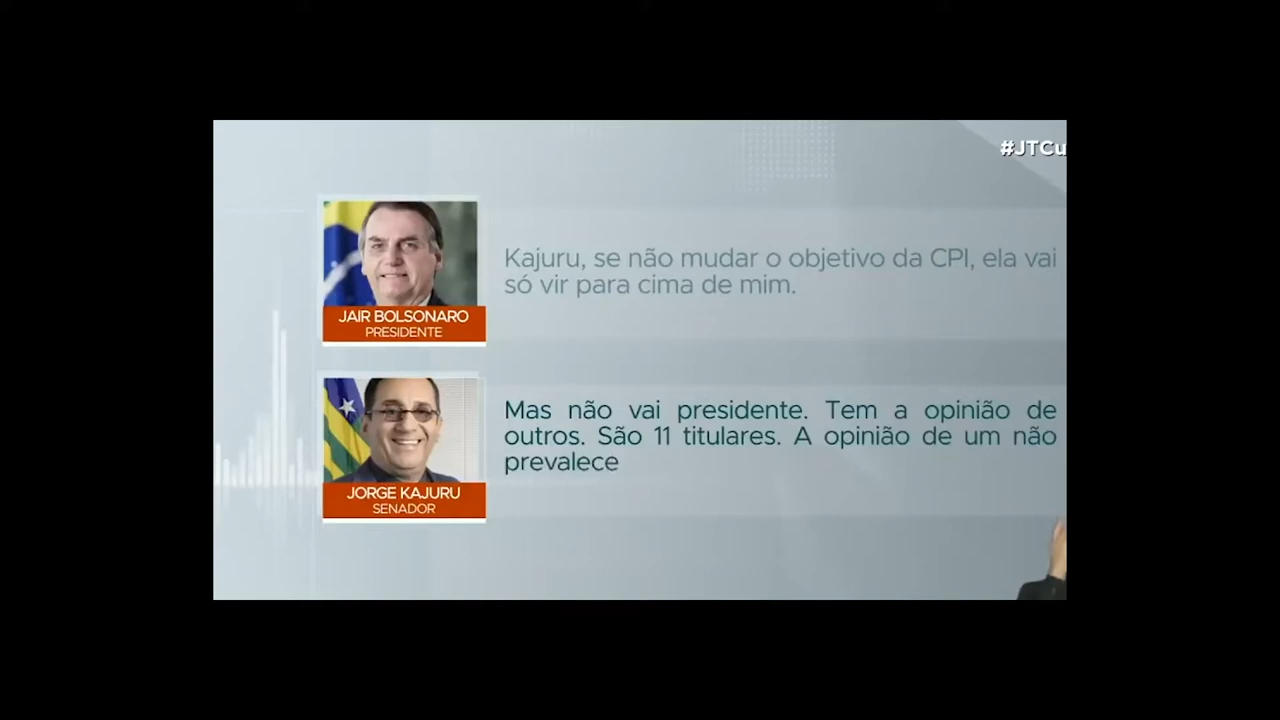 #JTCu
Kajuru, se não mudar o objetivo da CPI, ela vai
só vir para cima de mim.
JAIR BOLSONARO
PRESIDENTE
Mas não vai presidente. Tem a opinião de
outros. São 11 titulares. A opinião de um não
prevalece
JORGE KAJURU
SENADOR